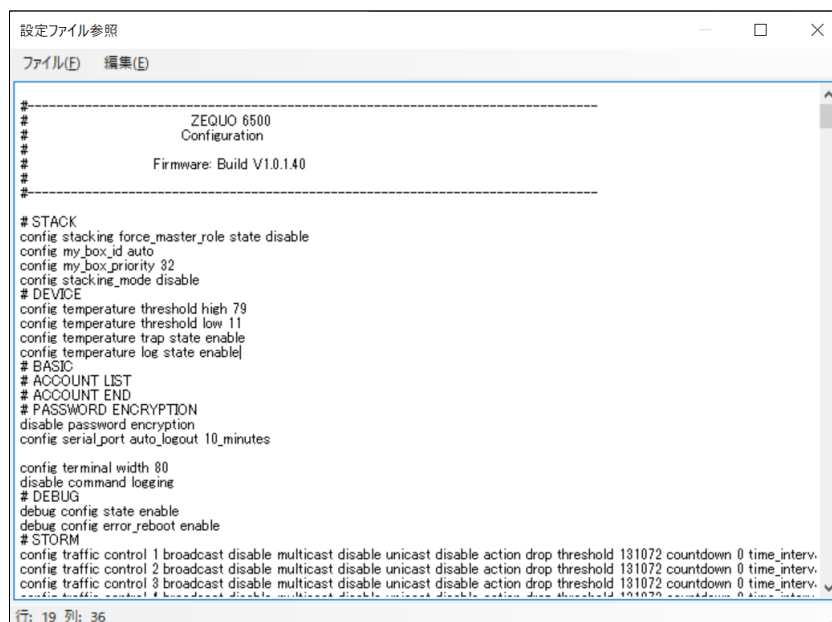 設定ファイル参照
ファイル(F) 編集(E)
#-------------------------------------------------------------------------------
# ZEQUO 6500
# Configuration
#
# Firmware: Build V1.0.1.40
#
#-------------------------------------------------------------------------------
# STACK
config stacking force_master_role state disable
config my_box_id auto
config my_box_priority 32
config stacking_mode disable
# DEVICE
config temperature threshold high 79
config temperature threshold low 11
config temperature trap state enable
config temperature log state enable
# BASIC
# ACCOUNT LIST
# ACCOUNT END
# PASSWORD ENCRYPTION
disable password encryption
config serial_port auto_logout 10_minutes
config terminal width 80
disable command logging
# DEBUG
debug config state enable
debug config error_reboot enable
# STORM
config traffic control 1 broadcast disable multicast disable unicast disable action drop threshold 131072 countdown 0 time_interv
config traffic control 2 broadcast disable multicast disable unicast disable action drop threshold 131072 countdown 0 time_interv
config traffic control 3 broadcast disable multicast disable unicast disable action drop threshold 131072 countdown 0 time_interv
行: 19 列: 36